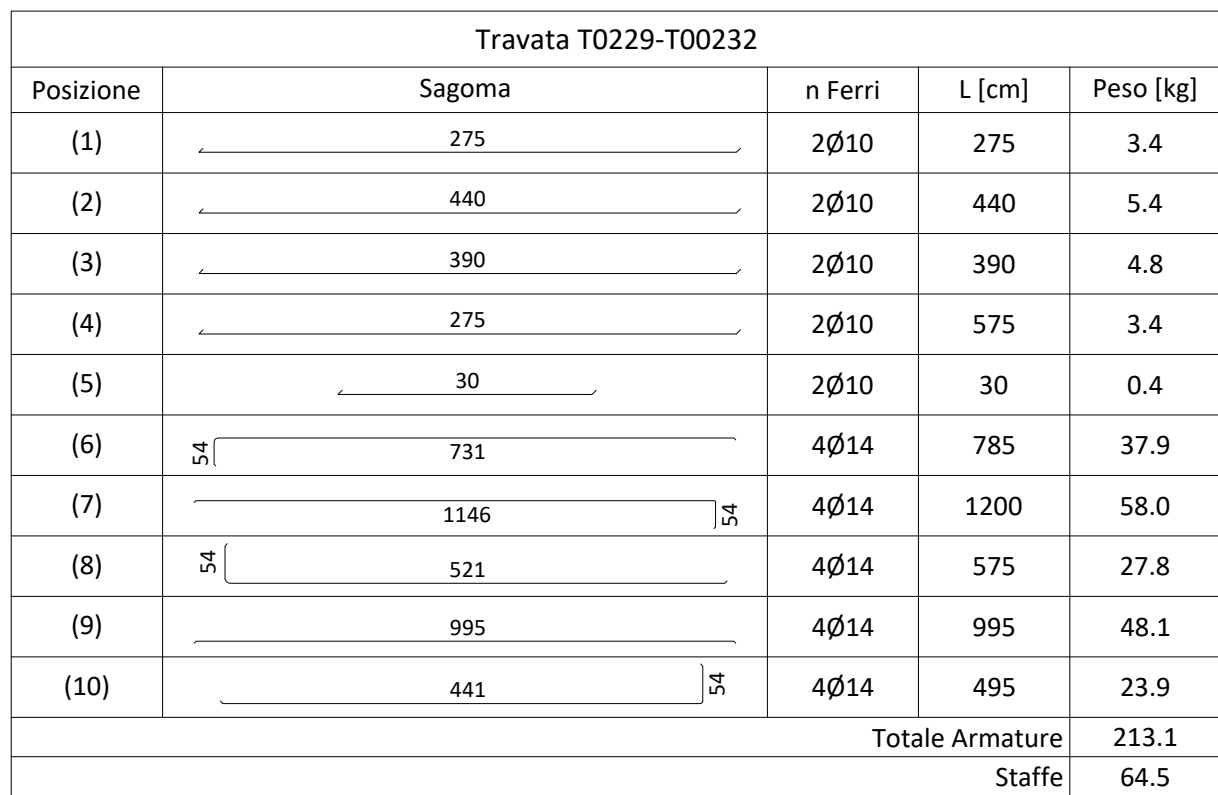 Travata T0229-T00232
Posizione Sagoma n Ferri L [cm] Peso [kg]
(1) 275 2Ø10 275 3.4
(2) 440 2Ø10 440 5.4
(3) 390 2Ø10 390 4.8
(4) 275 2Ø10 575 3.4
(5) 30 2Ø10 30 0.4
(6) 54 731 4Ø14 785 37.9
(7) 1146 54 4Ø14 1200 58.0
(8) 54 521 4Ø14 575 27.8
(9) 995 4Ø14 995 48.1
(10) 441 54 4Ø14 495 23.9
Totale Armature 213.1
Staffe 64.5